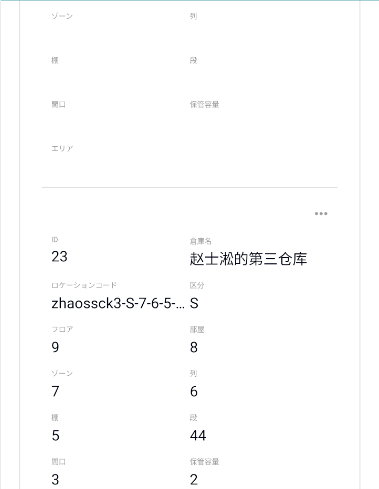 ゾーン 列
棚 段
間口 保管容量
エリア
•••
ID 倉庫名
23 赵士淞的第三仓库
ロケーションコード 区分
zhaossck3-S-7-6-5-... S
フロア 部屋
9 8
ゾーン 列
7 6
棚 段
5 44
間口 保管容量
3 2